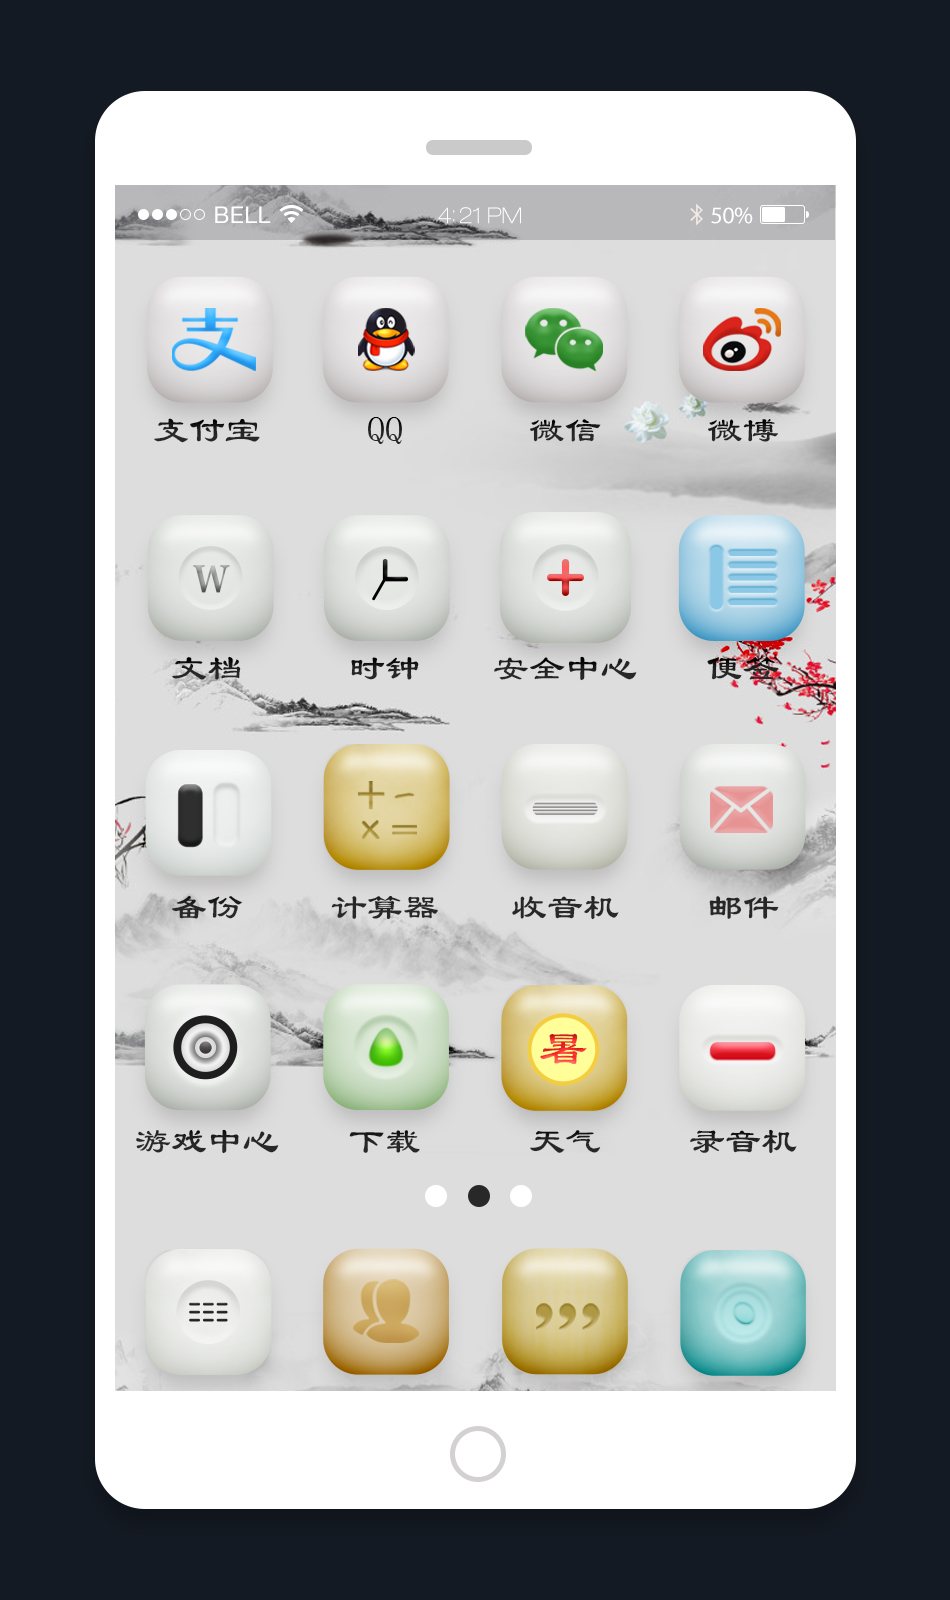 BELL 4:21 PM 50%
支
支付宝 QQ 微信 微博
W
文档 时钟 安全中心 便签
备份 计算器 收音机 邮件
暑
游戏中心 下载 天气 录音机